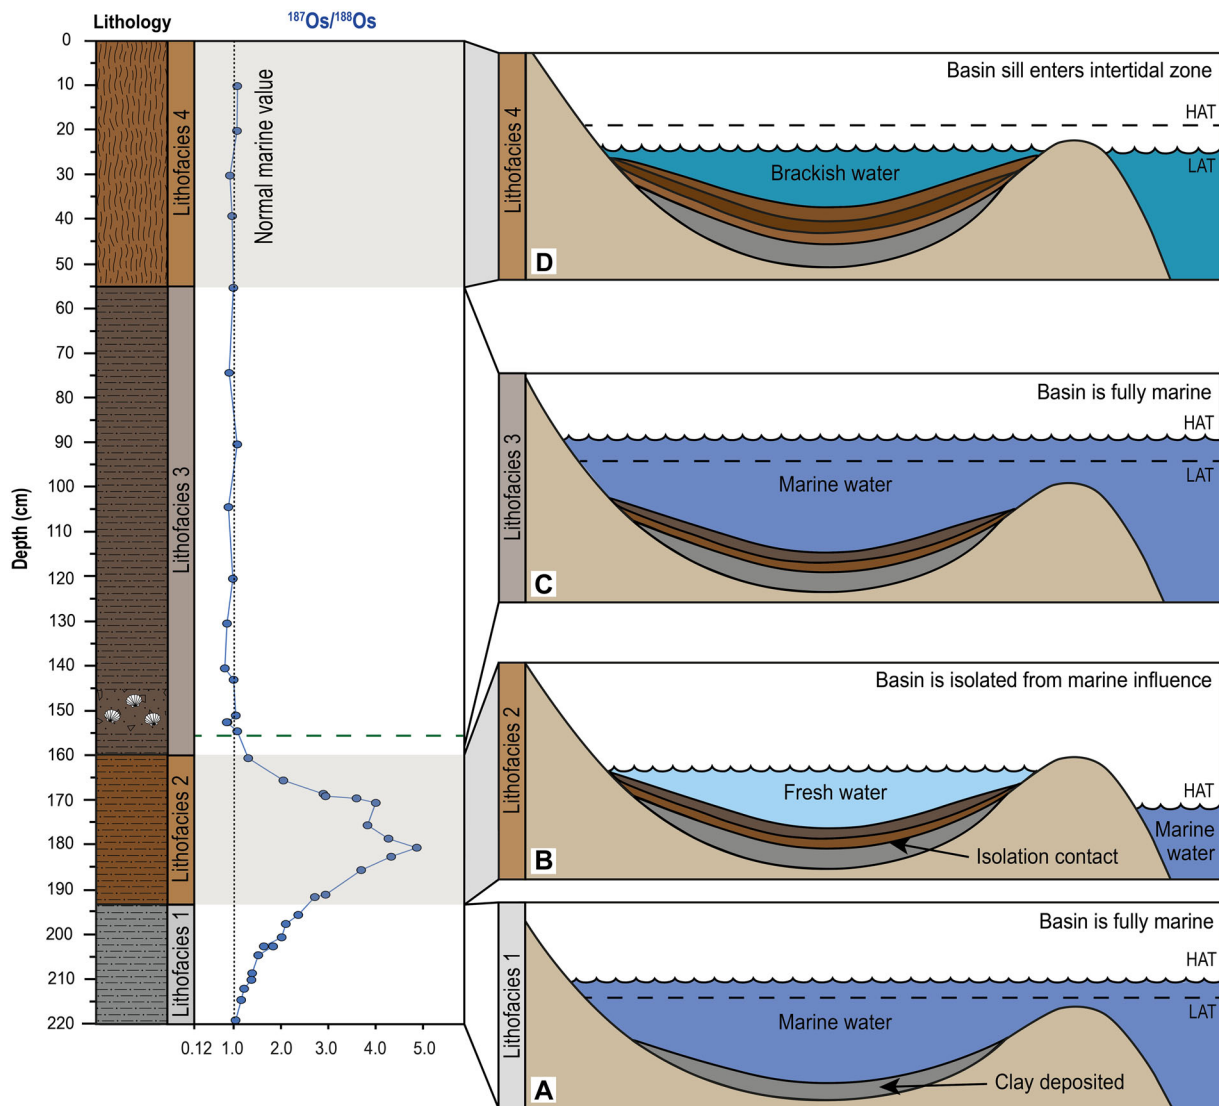 Lithology
187Os/188Os
0
10
20
30
40
50
60
70
80
90
100
110
120
130
140
150
160
170
180
190
200
210
220
Depth (cm)
Lithofacies 4
Lithofacies 3
Lithofacies 2
Lithofacies 1
Normal marine value
0.12 1.0 2.0 3.0 4.0 5.0
Lithofacies 4
Basin sill enters intertidal zone
HAT
LAT
Brackish water
D
Lithofacies 3
Basin is fully marine
HAT
LAT
Marine water
C
Lithofacies 2
Basin is isolated from marine influence
Fresh water
HAT
Marine
water
Isolation contact
B
Lithofacies 1
Basin is fully marine
HAT
LAT
Marine water
Clay deposited
A